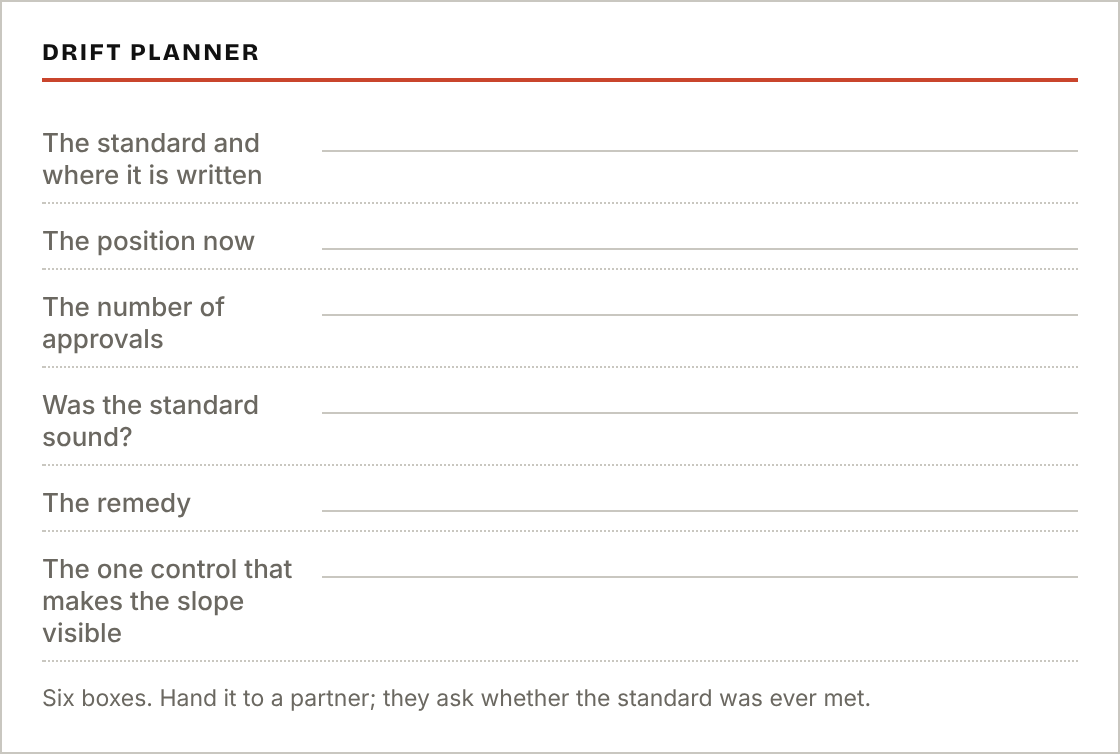 DRIFT PLANNER
The standard and
where it is written
The position now
The number of
approvals
Was the standard
sound?
The remedy
The one control that
makes the slope
visible
Six boxes. Hand it to a partner; they ask whether the standard was ever met.